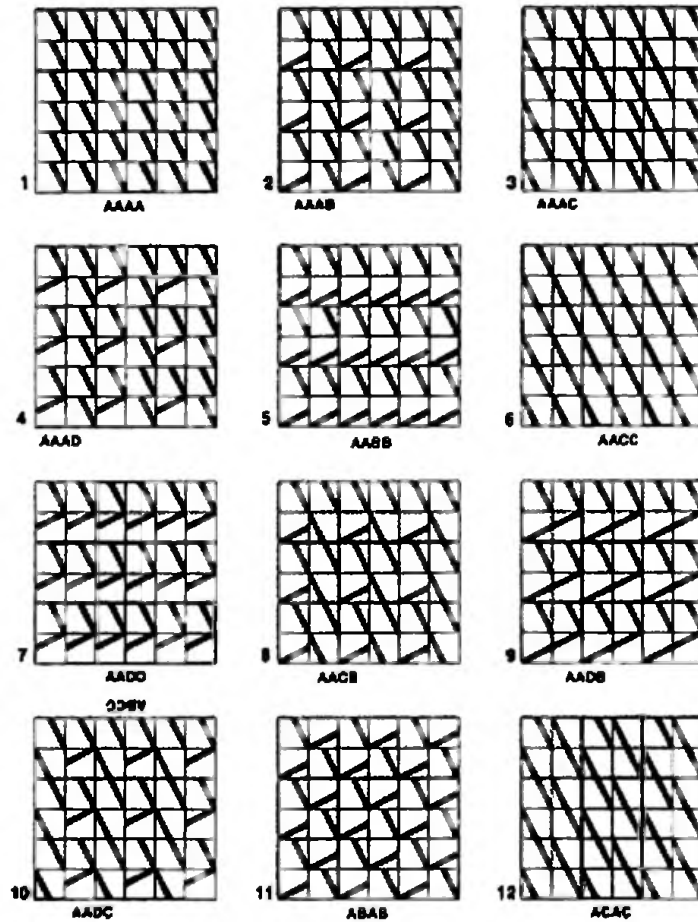 1 2 3
AAAA AAAB AAAC
4 5 6
AAAD AABB AACC
7 8 9
AADD AACB AADB
ABCC
10 11 12
AADC ABAB ACAC